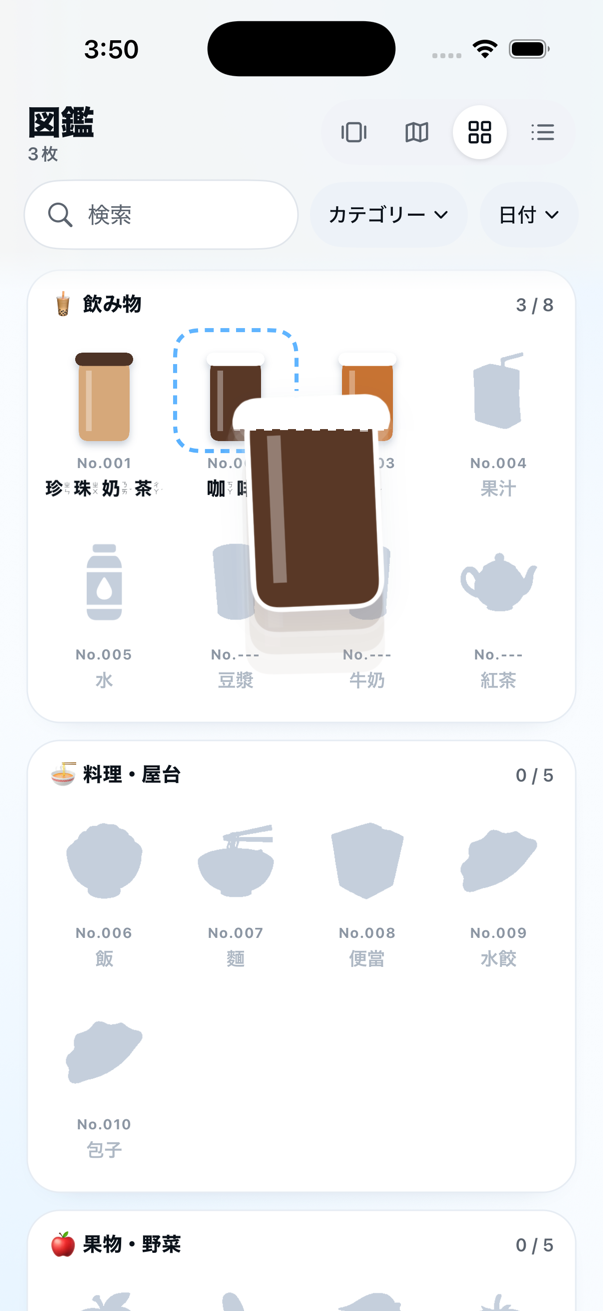 3:50
図鑑
3枚
検索
カテゴリー
日付
飲み物
3 / 8
No.001
No.004
珍珠奶茶
咖
果汁
No.005
No.---
No.---
No.---
水
豆漿
牛奶
紅茶
料理・屋台
0 / 5
No.006
No.007
No.008
No.009
飯
麵
便當
水餃
No.010
包子
果物・野菜
0 / 5